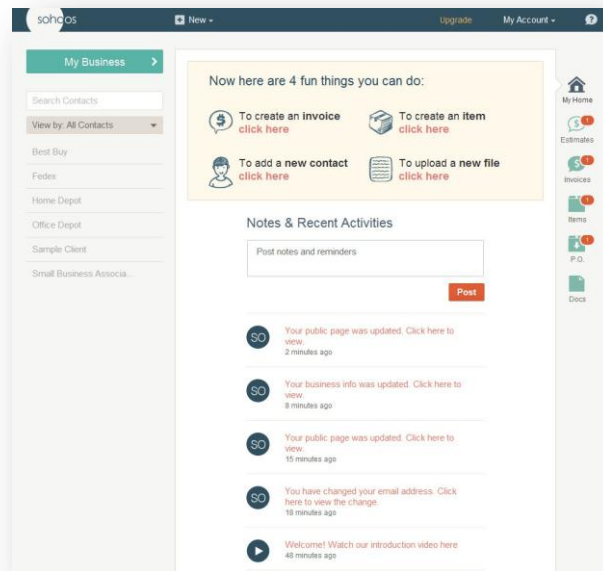 sohoos
New
Upgrade
My Account
?
My Business
Search Contacts
View by: All Contacts
Best Buy
Fedex
Home Depot
Office Depot
Sample Client
Small Business Associa..
Now here are 4 fun things you can do:
To create an invoice
click here
To create an item
click here
To add a new contact
click here
To upload a new file
click here
Notes & Recent Activities
Post notes and reminders
Post
SO
Your public page was updated. Click here to
view.
2 minutes ago
SO
Your business info was updated. Click here to
view.
8 minutes ago
SO
Your public page was updated. Click here to
view.
15 minutes ago
SO
You have changed your email address. Click
here to view the change.
18 minutes ago
Welcome! Watch our introduction video here
48 minutes ago
My Home
1
Estimates
1
Invoices
1
Items
1
P.O.
Docs